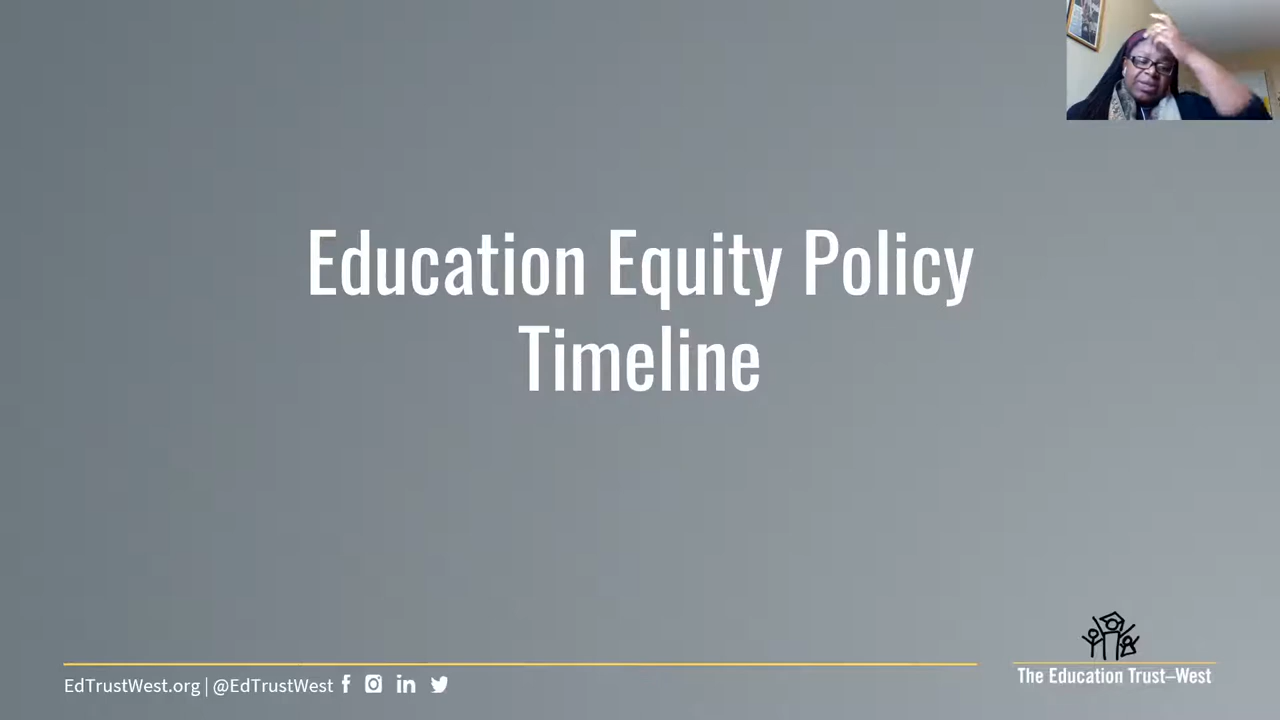 Education Equity Policy
Timeline
EdTrustWest.org | @EdTrustWest
The Education Trust–West